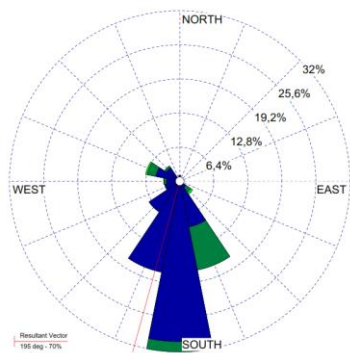 NORTH
32%
25,6%
19,2%
12,8%
6,4%
WEST
EAST
SOUTH
Resultant Vector
195 deg - 70%